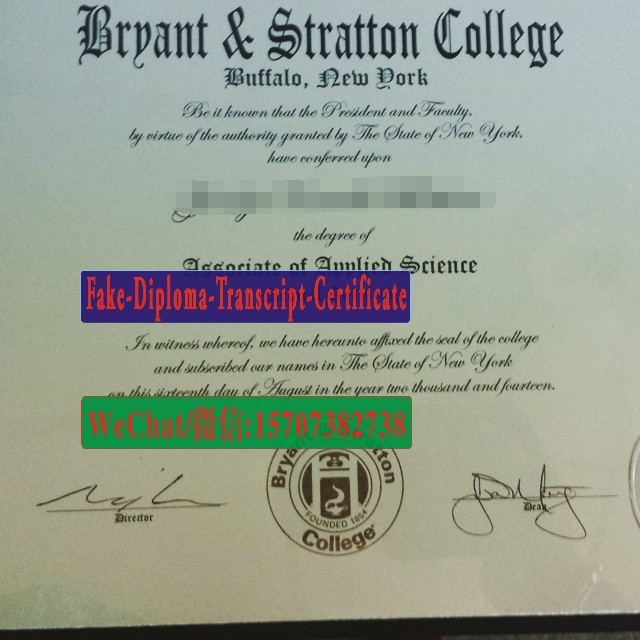 Bryant & Stratton College
Buffalo, New York
Be it known that the President and Faculty,
by virtue of the authority granted by The State of New York,
have conferred upon
the degree of
Associate of Applied Science
Fake-Diploma-Transcript-Certificate
In witness whereof, we have hereunto affixed the seal of the college
and subscribed our names in The State of New York
on this sixteenth day of August in the year two thousand and fourteen.
WeChat/微信:15707382738
Bryant Stratton
FOUNDED 1854
College
Director
Dean